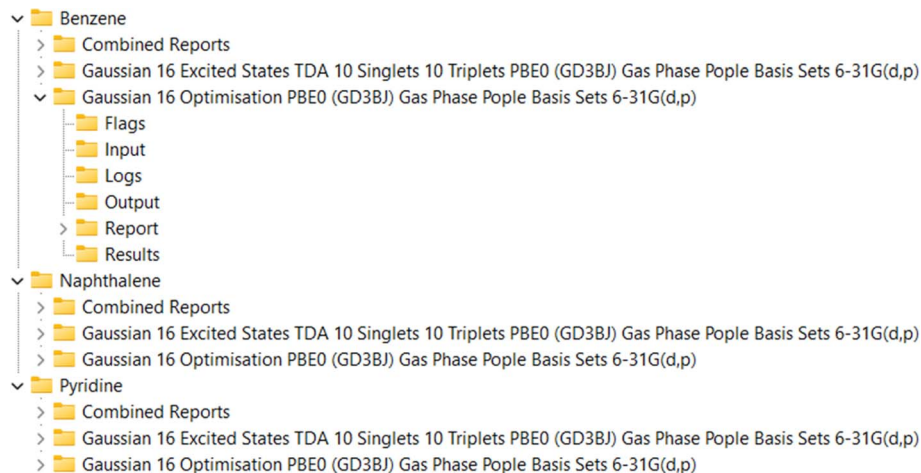 Benzene
Combined Reports
Gaussian 16 Excited States TDA 10 Singlets 10 Triplets PBE0 (GD3BJ) Gas Phase Pople Basis Sets 6-31G(d,p)
Gaussian 16 Optimisation PBE0 (GD3BJ) Gas Phase Pople Basis Sets 6-31G(d,p)
Flags
Input
Logs
Output
Report
Results
Naphthalene
Combined Reports
Gaussian 16 Excited States TDA 10 Singlets 10 Triplets PBE0 (GD3BJ) Gas Phase Pople Basis Sets 6-31G(d,p)
Gaussian 16 Optimisation PBE0 (GD3BJ) Gas Phase Pople Basis Sets 6-31G(d,p)
Pyridine
Combined Reports
Gaussian 16 Excited States TDA 10 Singlets 10 Triplets PBE0 (GD3BJ) Gas Phase Pople Basis Sets 6-31G(d,p)
Gaussian 16 Optimisation PBE0 (GD3BJ) Gas Phase Pople Basis Sets 6-31G(d,p)